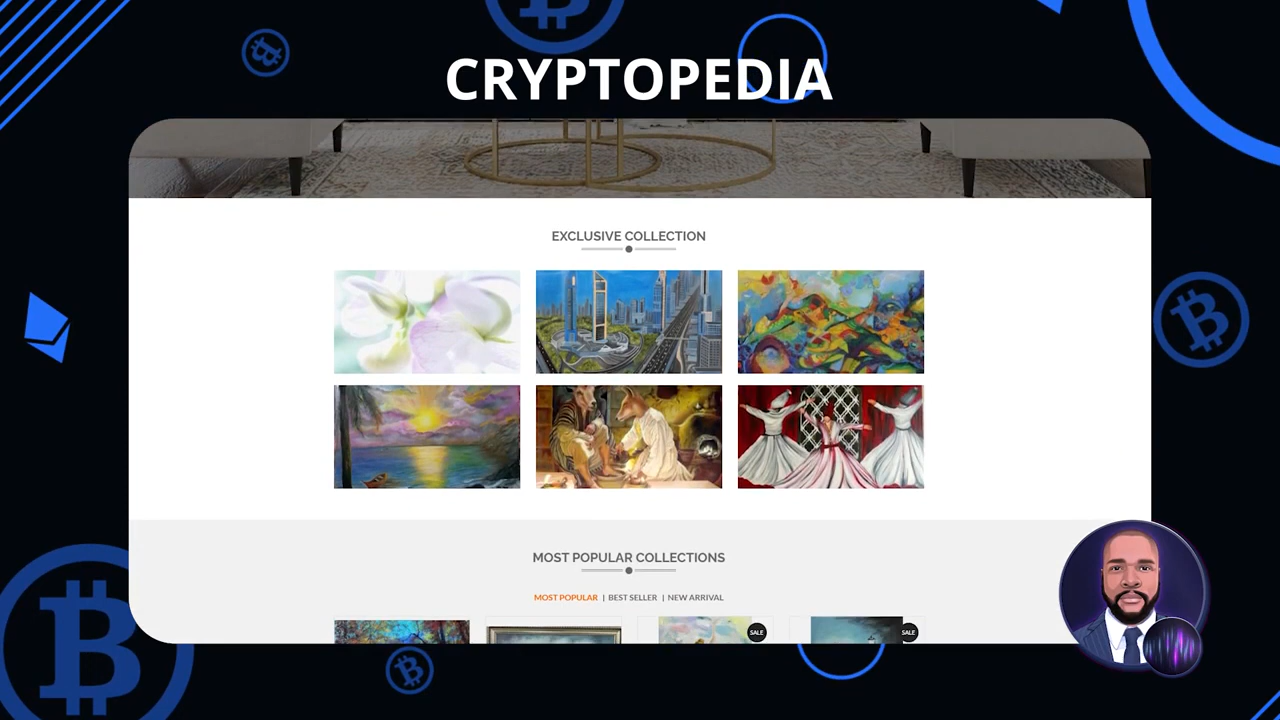 CRYPTOPEDIA
EXCLUSIVE COLLECTION
MOST POPULAR COLLECTIONS
MOST POPULAR | BEST SELLER | NEW ARRIVAL
SALE
SALE